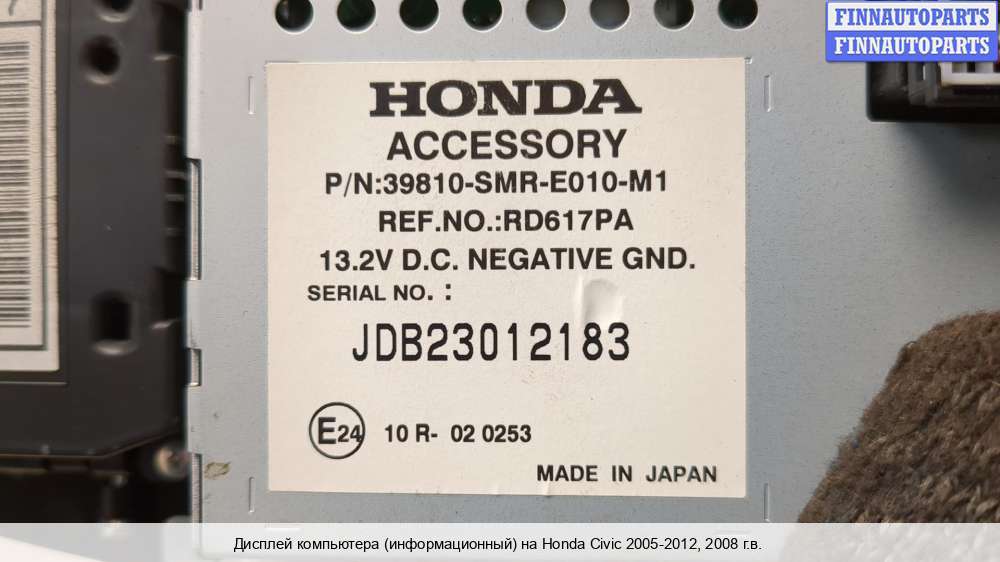 FINNAUTOPARTS
FINNAUTOPARTS
HONDA
ACCESSORY
P/N:39810-SMR-E010-M1
REF.NO.:RD617PA
13.2V D.C. NEGATIVE GND.
SERIAL NO. :
JDB23012183
E24 10 R- 02 0253
MADE IN JAPAN
Дисплей компьютера (информационный) на Honda Civic 2005-2012, 2008 г.в.